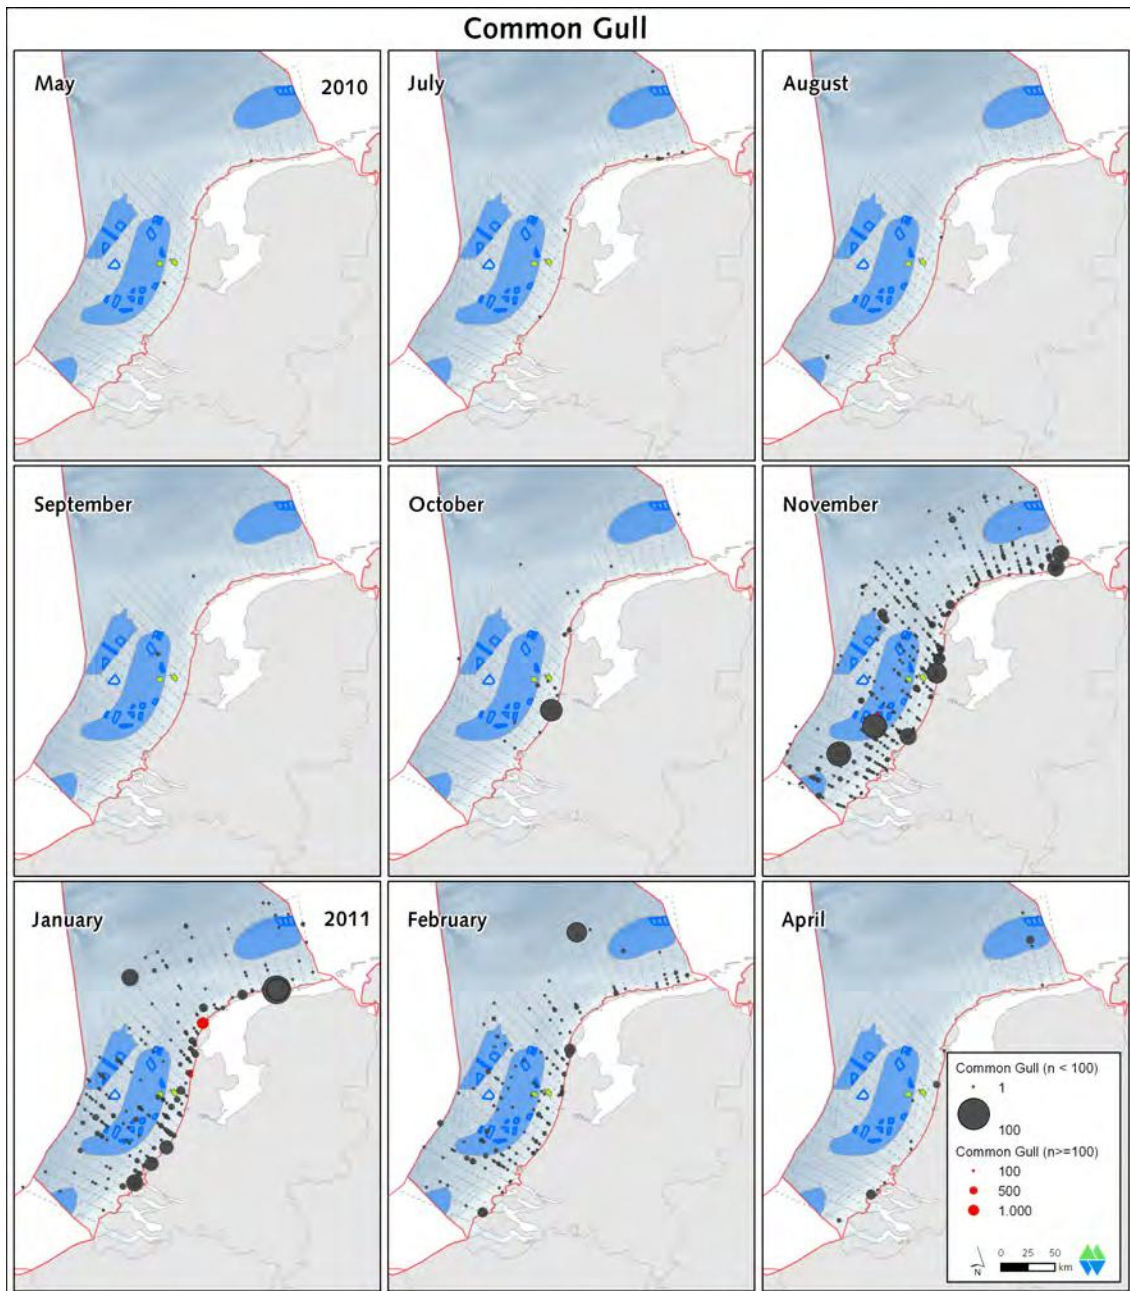 Common Gull
May 2010
July
August
September
October
November
January 2011
February
April
Common Gull (n < 100)
1
100
Common Gull (n>=100)
100
500
1.000
N
0 25 50
km